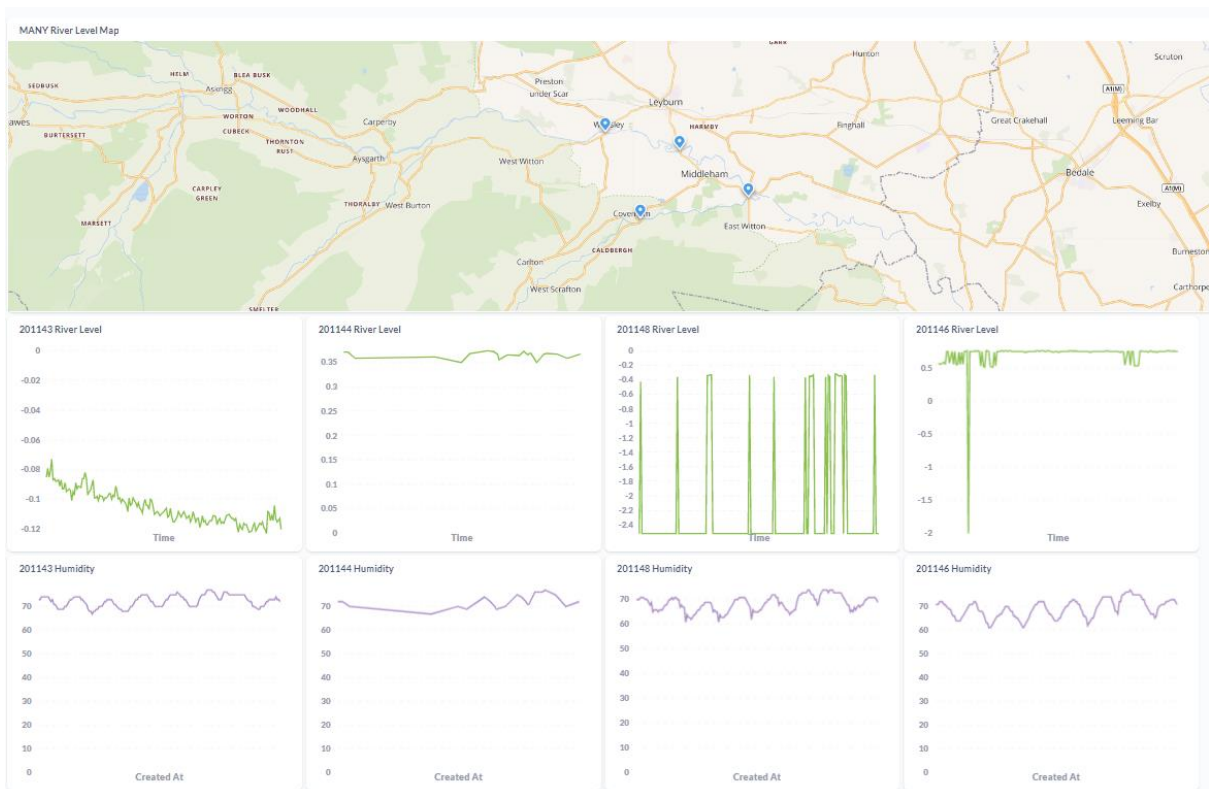 MANY River Level Map
Hunton
Scruton
HELM
BLEA BUSK
SEDBUSK
Askrigg
Preston
under Scar
A1(M)
WOODHALL
Leyburn
WORTON
Carperby
HARMBY
Finghall
Great Crakehall
Leeming Bar
BURTERSETT
CUBECK
THORNTON
RUST
Aysgarth
West Witton
Middleham
Bedale
A1(M)
CARPLEY
GREEN
THORALBY
West Burton
Exelby
MARSETT
East Witton
CALDBERGH
Burneston
Carlton
West Scrafton
Carthorpe
SMELTER
201143 River Level
0
-0.02
-0.04
-0.06
-0.08
-0.1
-0.12
Time
201144 River Level
0.35
0.3
0.25
0.2
0.15
0.1
0.05
0
Time
201148 River Level
0
-0.2
-0.4
-0.6
-0.8
-1
-1.2
-1.4
-1.6
-1.8
-2
-2.2
-2.4
Time
201146 River Level
0.5
0
-0.5
-1
-1.5
-2
Time
201143 Humidity
70
60
50
40
30
20
10
0
Created At
201144 Humidity
70
60
50
40
30
20
10
0
Created At
201148 Humidity
70
60
50
40
30
20
10
0
Created At
201146 Humidity
70
60
50
40
30
20
10
0
Created At